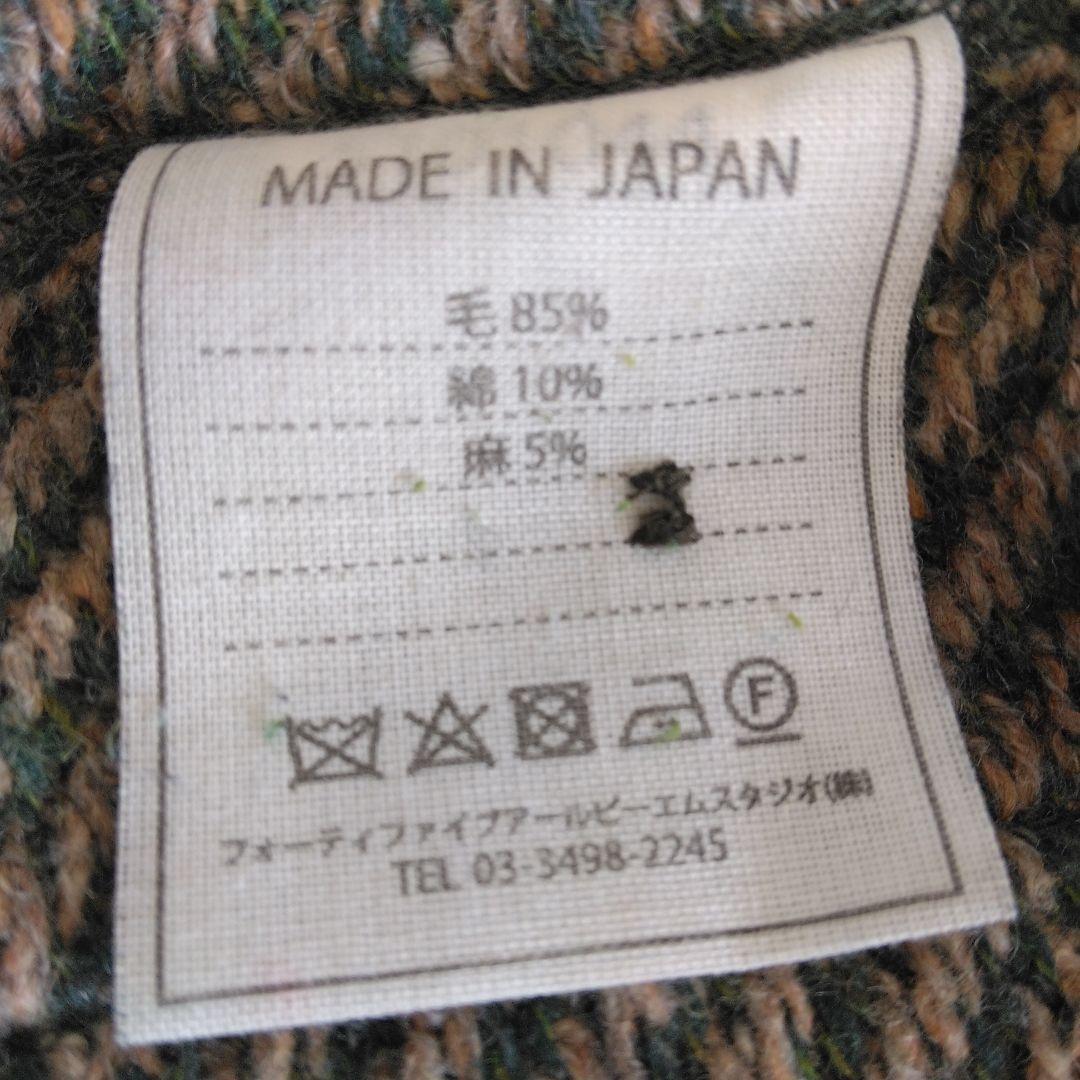 MADE IN JAPAN
毛 85%
綿 10%
麻 5%
F
フォーティファイブアールピーエムスタジオ(株)
TEL 03-3498-2245